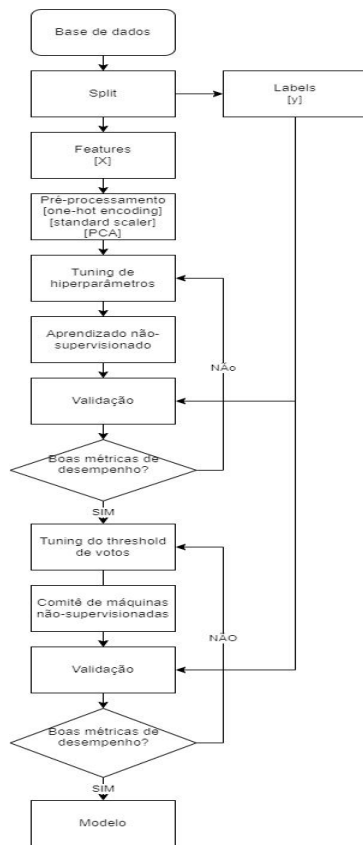 Base de dados
Split
Labels
[y]
Features
[X]
Pré-processamento
[one-hot encoding]
[standard scaler]
[PCA]
Tuning de
hiperparâmetros
Aprendizado não-
supervisionado
NÃo
Validação
Boas métricas de
desempenho?
SIM
Tuning do threshold
de votos
Comitê de máquinas
não-supervisionadas
NÃO
Validação
Boas métricas de
desempenho?
SIM
Modelo